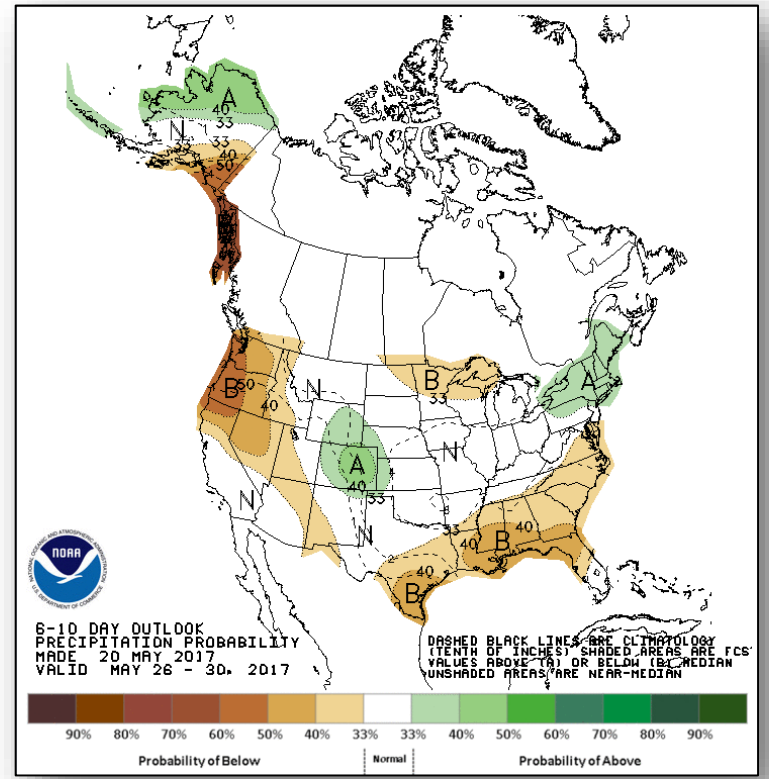 A
40
33
N
33
33
40
50
B
50
40
N
B
33
A
A
40
33
N
N
N
33
40
40
B
40
B
NOAA
NATIONAL OCEANIC AND ATMOSPHERIC ADMINISTRATION
U.S. DEPARTMENT OF COMMERCE
6-10 DAY OUTLOOK
PRECIPITATION PROBABILITY
MADE 20 MAY 2017
VALID MAY 26 - 30, 2017
DASHED BLACK LINES ARE CLIMATOLOGY
(TENTH OF INCHES) SHADED AREAS ARE FCS
VALUES ABOVE (A) OR BELOW (B) MEDIAN
UNSHADED AREAS ARE NEAR-MEDIAN
90% 80% 70% 60% 50% 40% 33% 33% 40% 50% 60% 70% 80% 90%
Probability of Below Normal Probability of Above